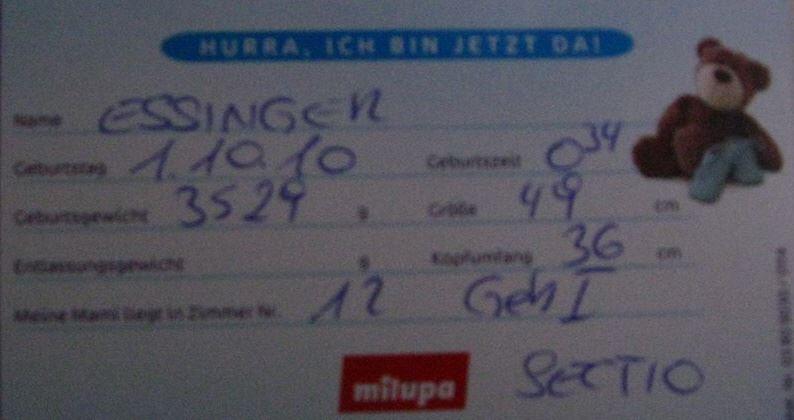 HURRA, ICH BIN JETZT DA!
Name ESSINGER
Geburtstag 1.10.10 Geburtszeit 0 34
Geburtsgewicht 3529 g Größe 49 cm
Entlassungsgewicht g Kopfumfang 36 cm
Meine Mami liegt in Zimmer Nr. 12 Geb I
milupa SECTIO